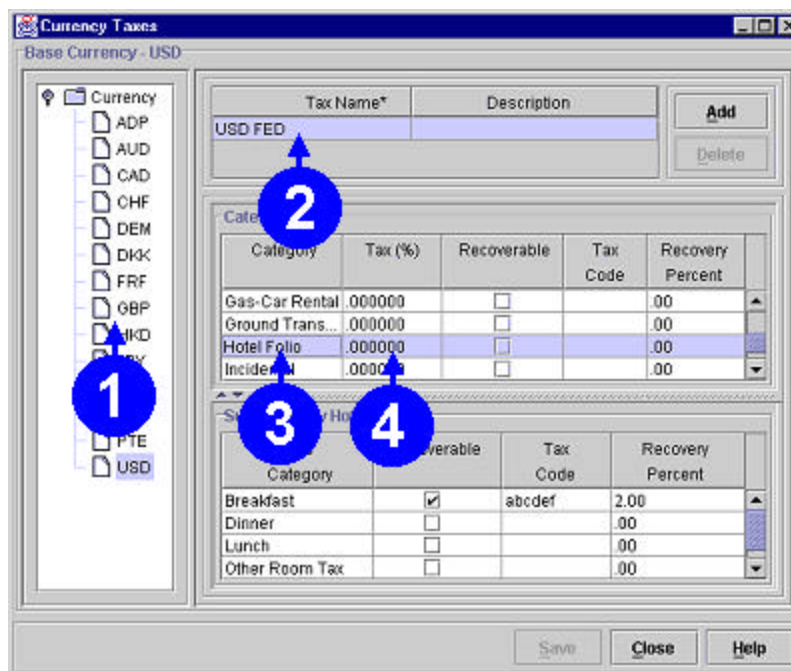 Currency Taxes
Base Currency - USD
Currency
ADP
AUD
CAD
CHF
DEM
DKK
FRF
GBP
PTE
USD
Tax Name* Description
USD FED
Add
Delete
Category Tax (%) Recoverable Tax Code Recovery Percent
Gas-Car Rental .000000 .00
Ground Trans... .000000 .00
Hotel Folio .000000 .00
.00
Category Tax Code Recovery Percent
Breakfast abcdef 2.00
Dinner .00
Lunch .00
Other Room Tax .00
1
2
3
4
Save Close Help